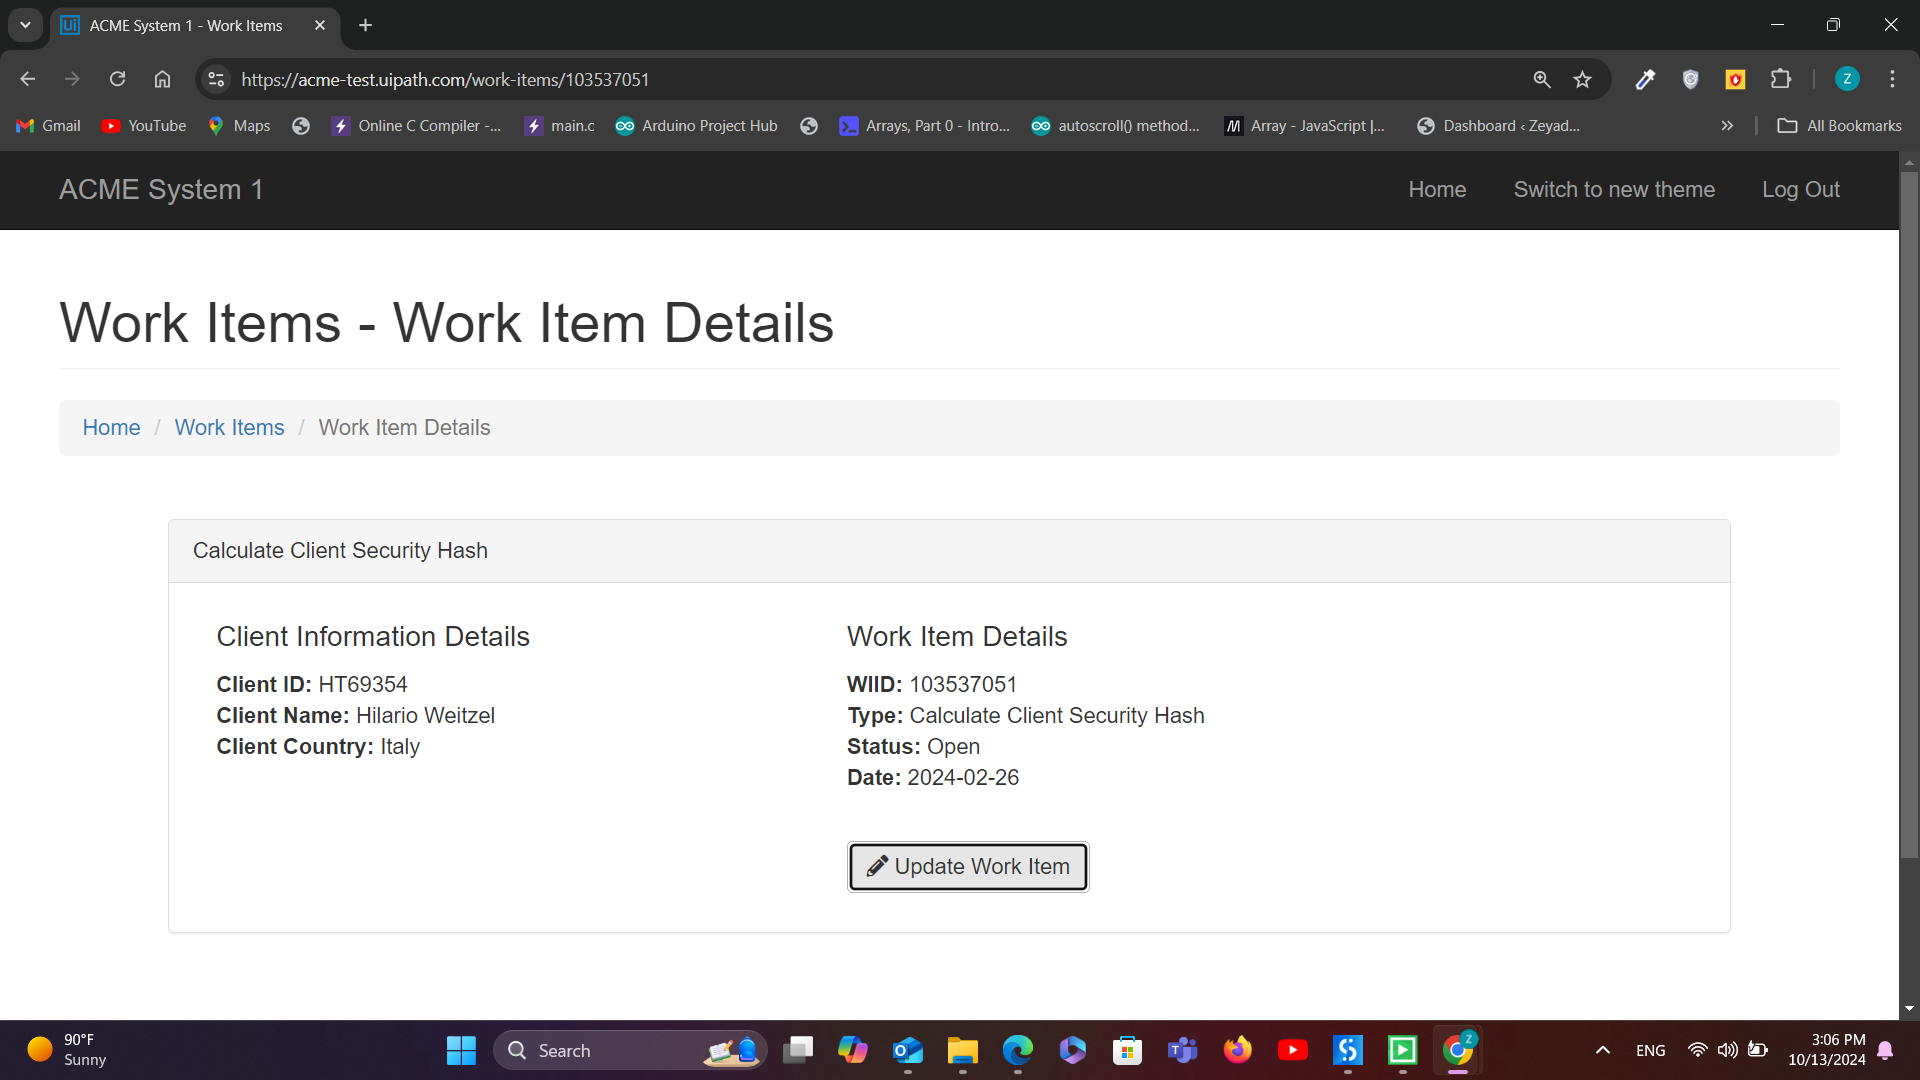 ACME System 1 - Work Items
https://acme-test.uipath.com/work-items/103537051
Z
Gmail
YouTube
Maps
Online C Compiler -...
main.c
Arduino Project Hub
Arrays, Part 0 - Intro...
autoscroll() method...
Array - JavaScript |...
Dashboard ‹ Zeyad...
»
All Bookmarks
ACME System 1
Home
Switch to new theme
Log Out
Work Items - Work Item Details
Home / Work Items / Work Item Details
Calculate Client Security Hash
Client Information Details
Client ID: HT69354
Client Name: Hilario Weitzel
Client Country: Italy
Work Item Details
WIID: 103537051
Type: Calculate Client Security Hash
Status: Open
Date: 2024-02-26
Update Work Item
90°F
Sunny
Search
Z
ENG
3:06 PM
10/13/2024